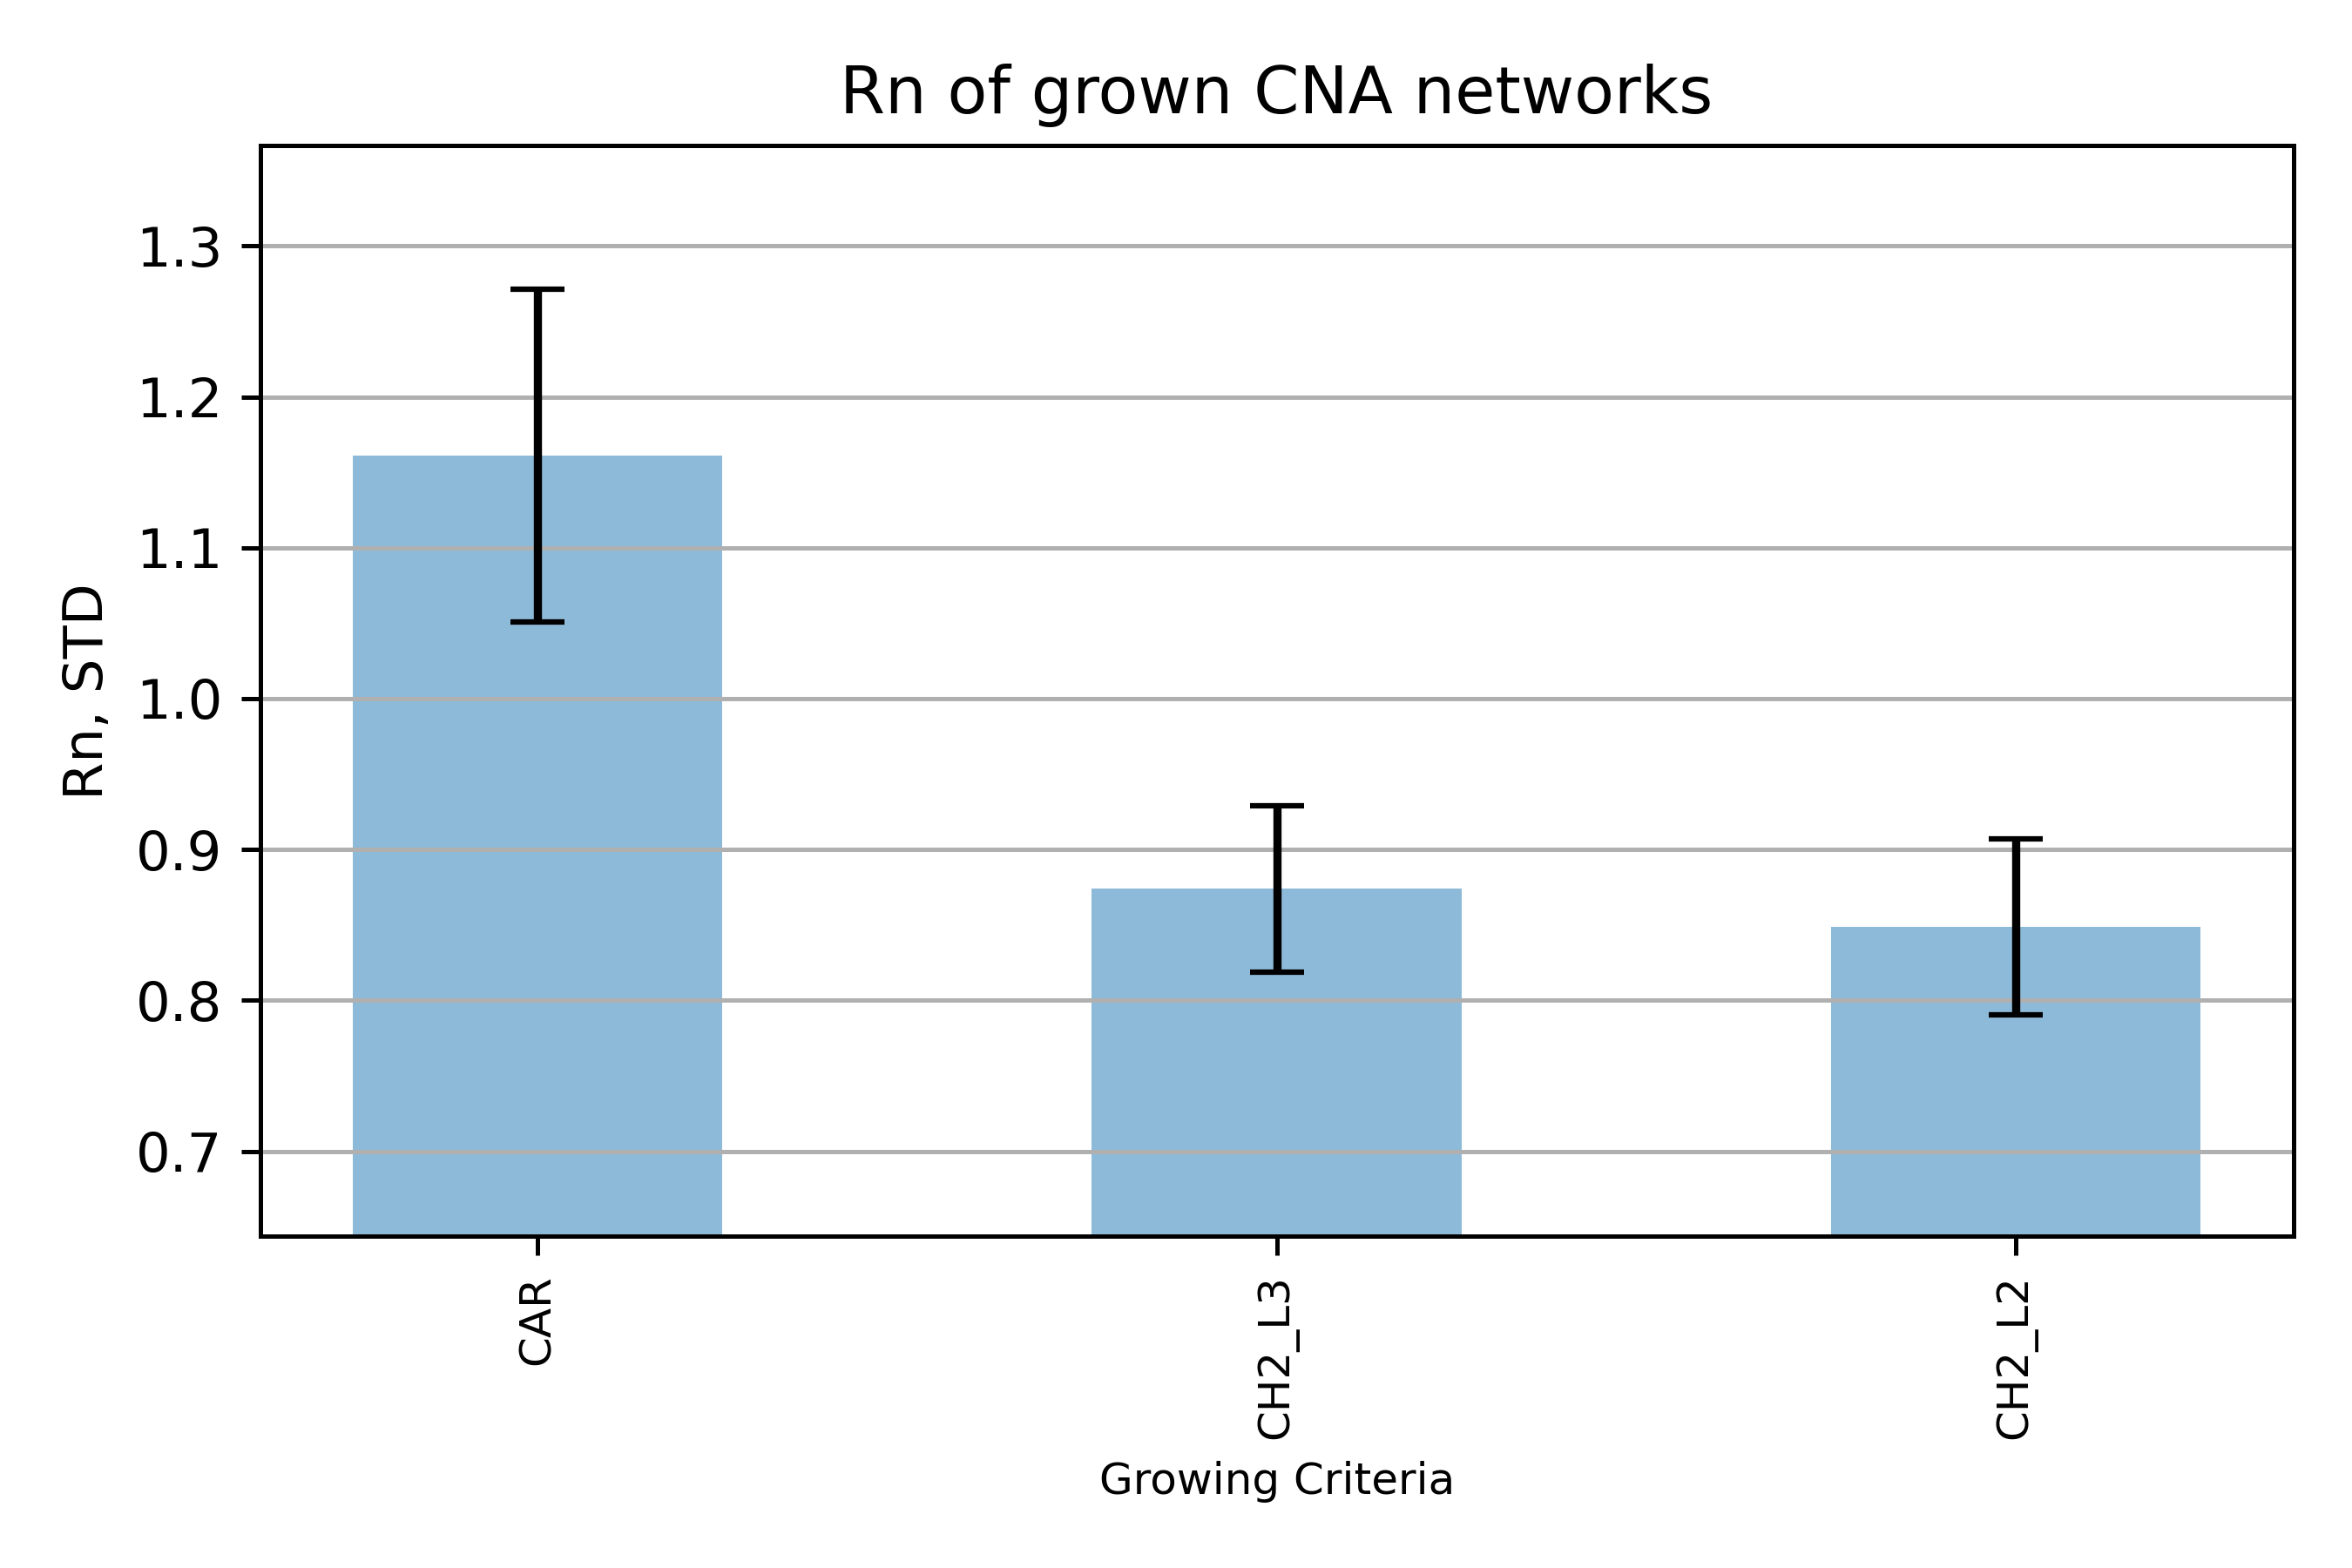 Rn of grown CNA networks
Rn, STD
1.3
1.2
1.1
1.0
0.9
0.8
0.7
CAR
CH2_L3
CH2_L2
Growing Criteria